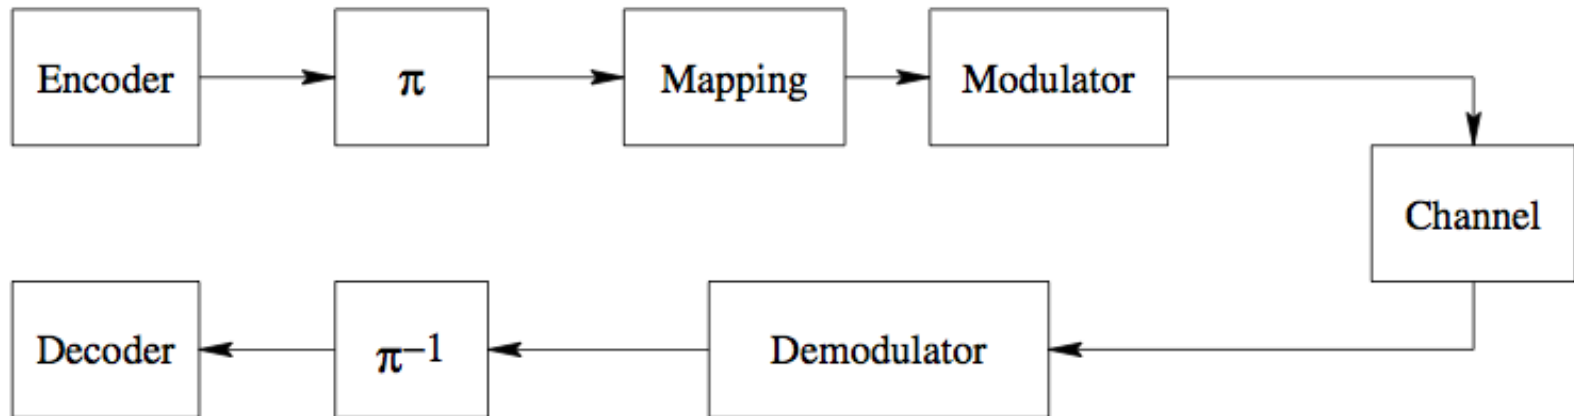 Encoder
π
Mapping
Modulator
Channel
Decoder
π⁻¹
Demodulator